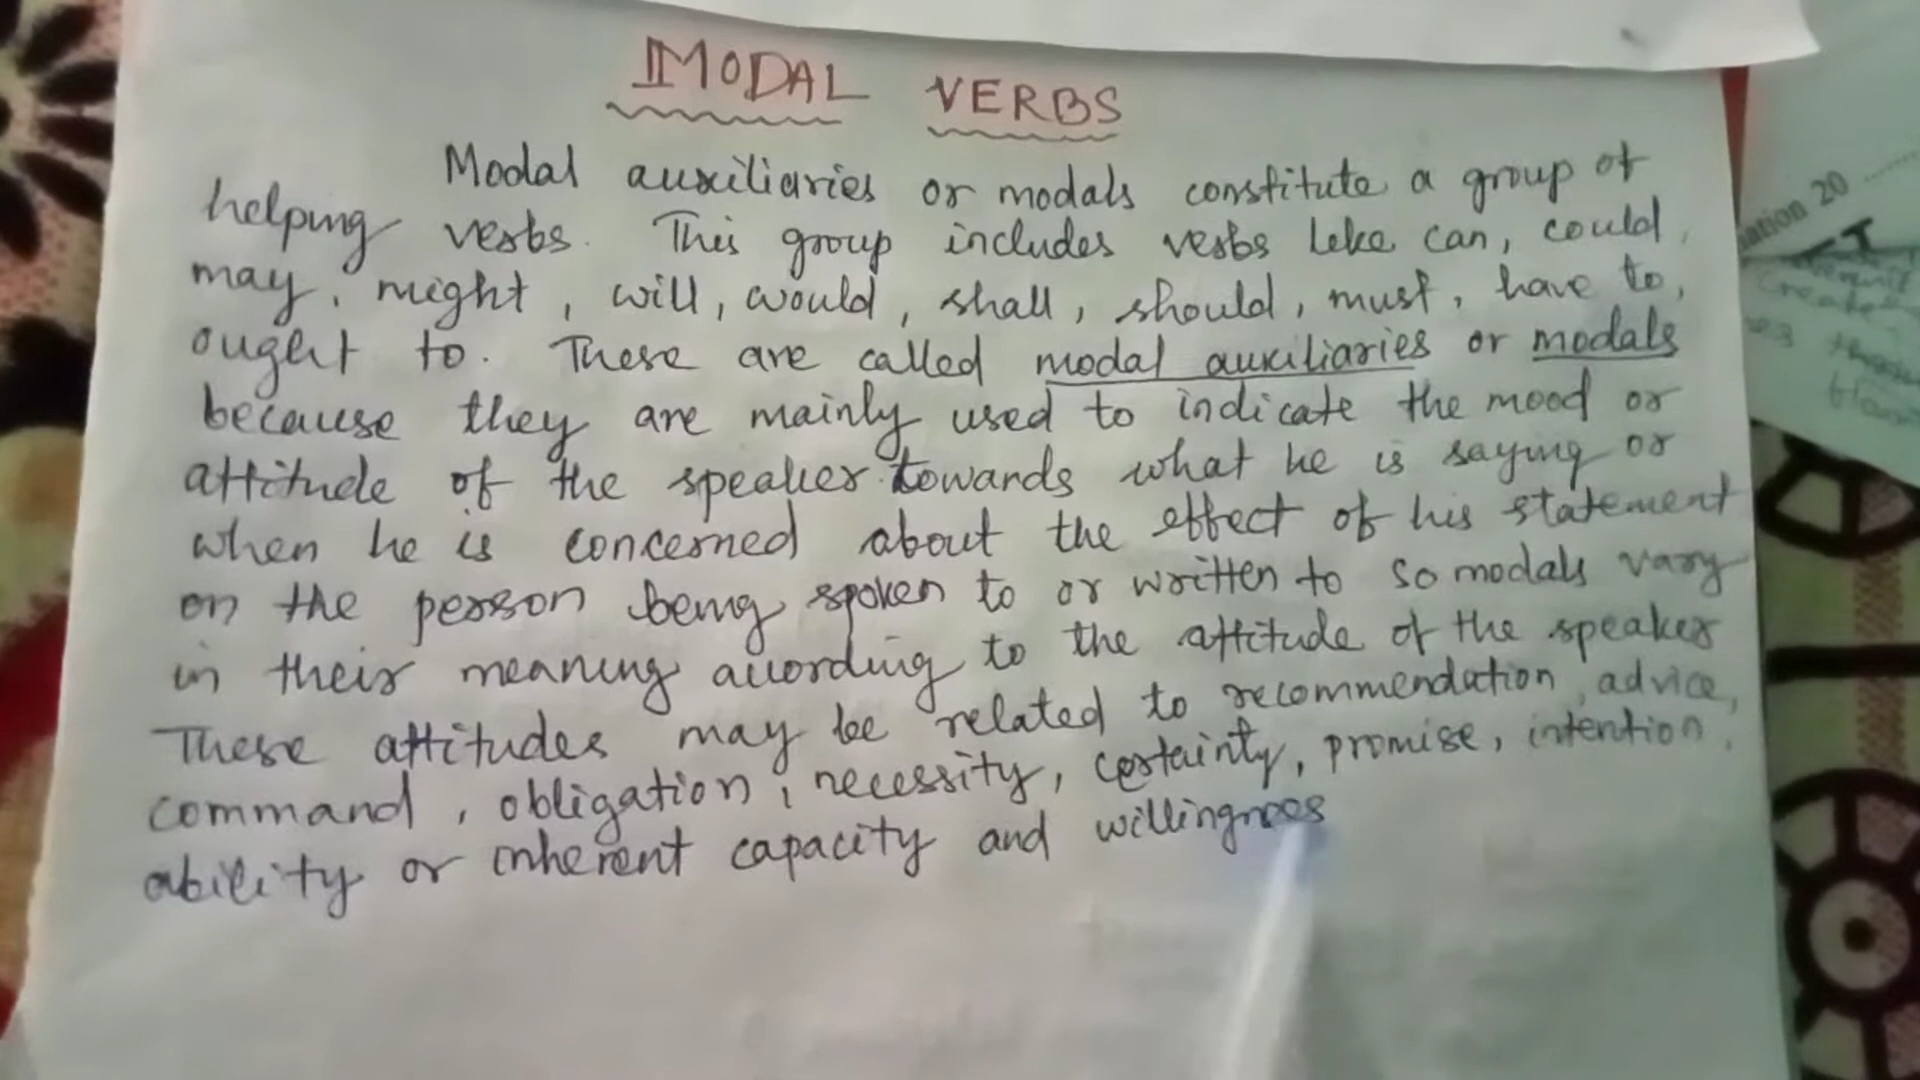 MODAL VERBS
Modal auxiliaries or modals constitute a group of
helping verbs. This group includes verbs like can, could,
may, might, will, would, shall, should, must, have to,
ought to. These are called modal auxiliaries or modals
because they are mainly used to indicate the mood or
attitude of the speaker towards what he is saying or
when he is concerned about the effect of his statement
on the person being spoken to or written to so modals vary
in their meaning according to the attitude of the speaker
These attitudes may be related to recommendation, advice,
command, obligation, necessity, certainty, promise, intention,
ability or inherent capacity and willingness
ation 20